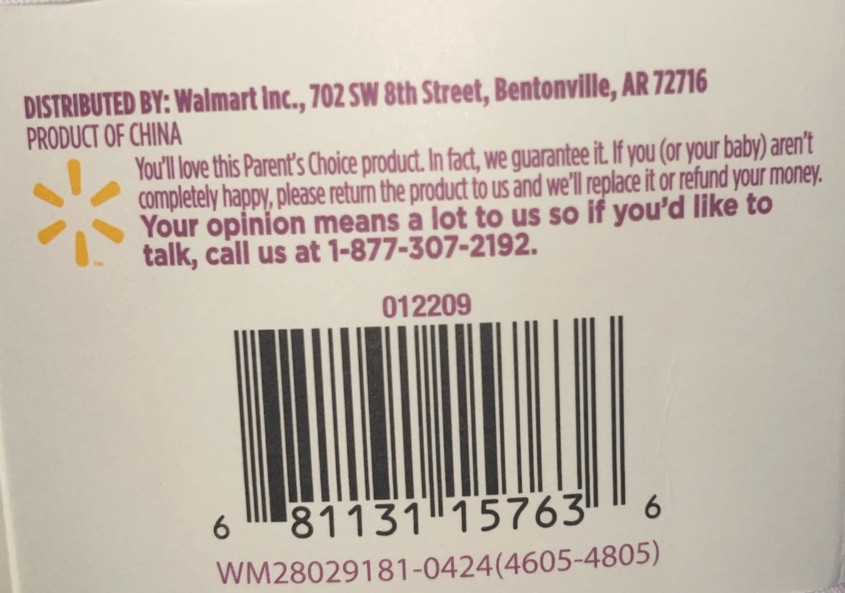 DISTRIBUTED BY: Walmart Inc., 702 SW 8th Street, Bentonville, AR 72716
PRODUCT OF CHINA
You'll love this Parent's Choice product. In fact, we guarantee it. If you (or your baby) aren't
completely happy, please return the product to us and we'll replace it or refund your money.
Your opinion means a lot to us so if you'd like to
talk, call us at 1-877-307-2192.
TM
012209
6 81131 15763 6
WM28029181-0424(4605-4805)